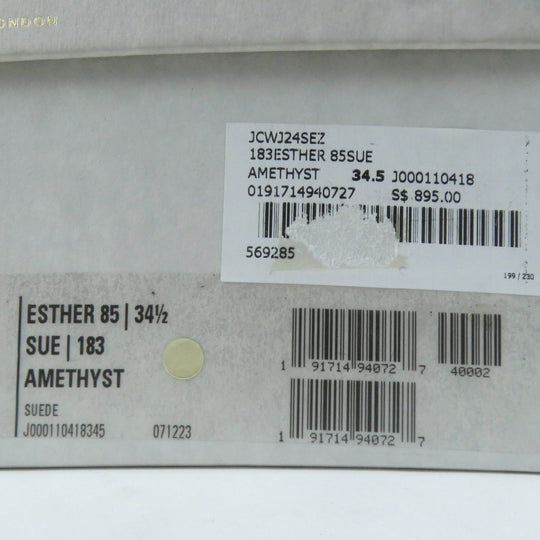 JCWJ24SEZ
183ESTHER 85SUE
AMETHYST 34.5 J000110418
0191714940727 S$ 895.00
569285
199 / 230
ESTHER 85 | 34½
SUE | 183
AMETHYST
SUEDE
J000110418345 071223
1 91714 94072 7
40002
1 91714 94072 7